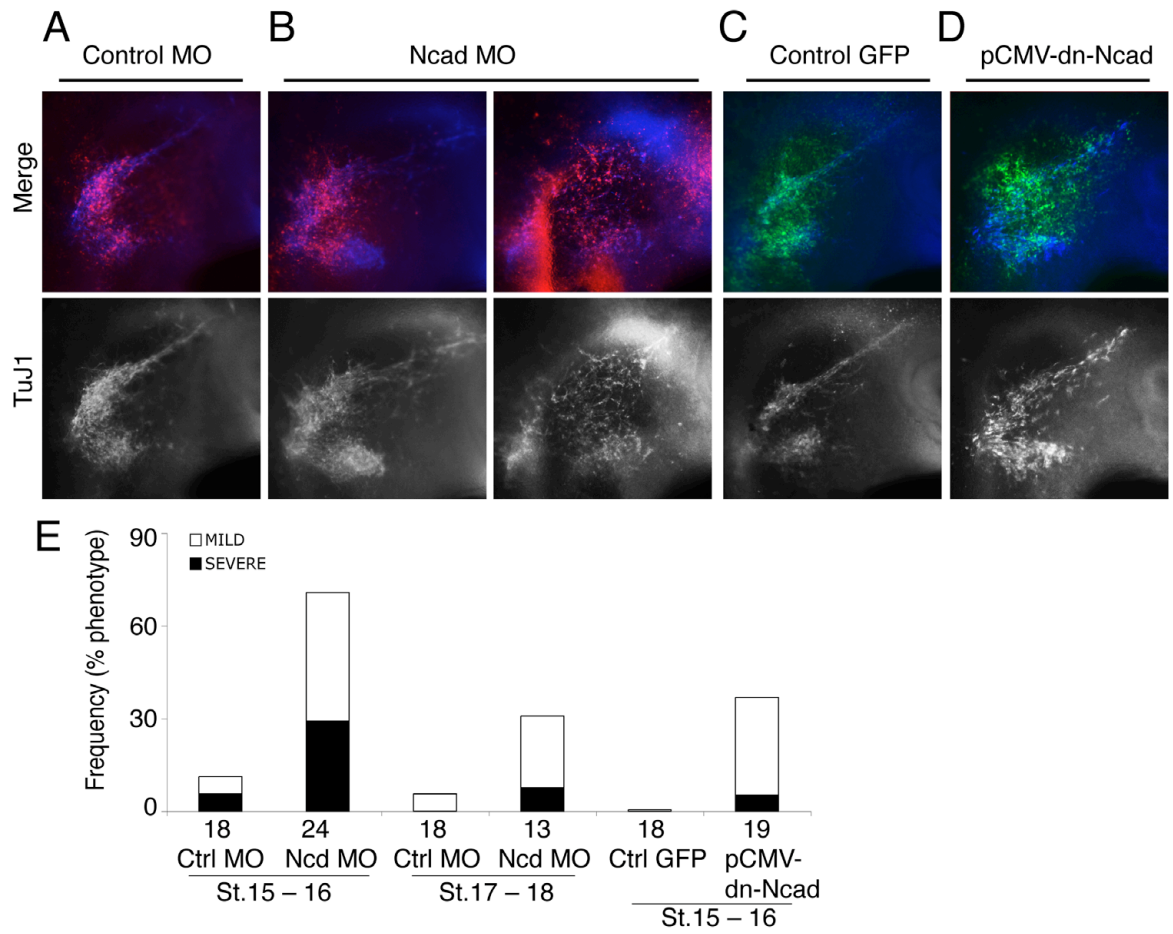 A
B
C
D
Control MO
Ncad MO
Control GFP
pCMV-dn-Ncad
Merge
TuJ1
E
Frequency (% phenotype)
90
60
30
0
MILD
SEVERE
18
24
18
13
18
19
Ctrl MO
Ncd MO
Ctrl MO
Ncd MO
Ctrl GFP
pCMV-
dn-Ncad
St.15 – 16
St.17 – 18
St.15 – 16